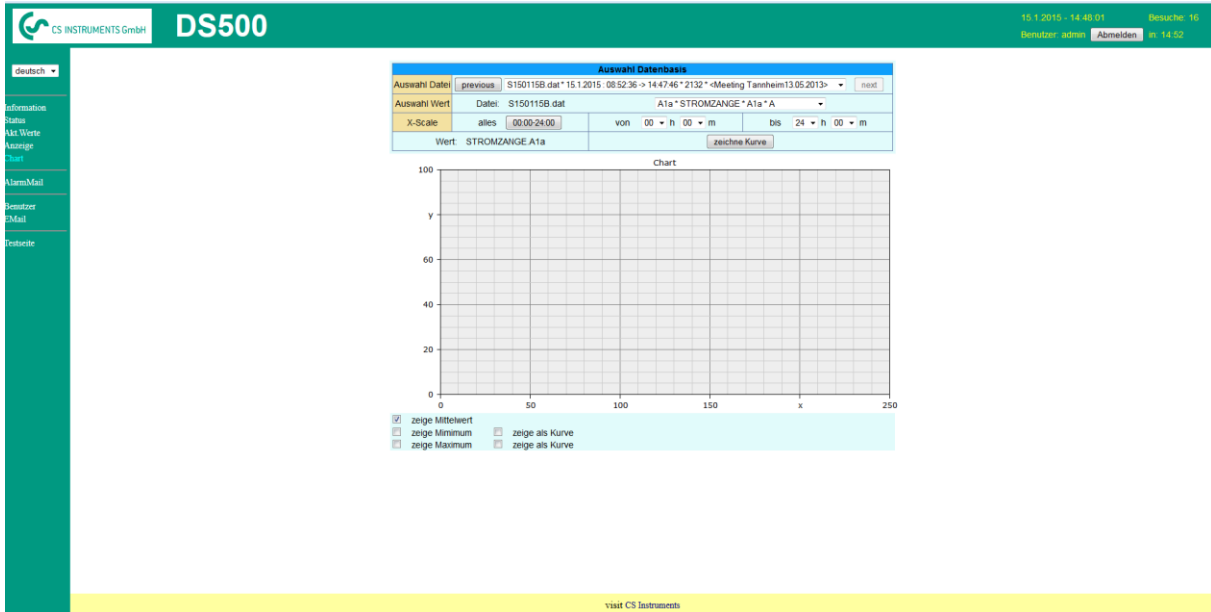 CS INSTRUMENTS GmbH
DS500
15.1.2015 - 14:48:01 Besuche: 16
Benutzer: admin Abmelden in: 14:52
deutsch
Information
Status
Akt.Werte
Anzeige
Chart
AlarmMail
Benutzer
EMail
Testseite
Auswahl Datenbasis
Auswahl Datei previous S150115B.dat * 15.1.2015 : 08:52:36 -> 14:47:46 * 2132 * <Meeting Tannheim13.05.2013> next
Auswahl Wert Datei: S150115B.dat A1a * STROMZANGE * A1a * A
X-Scale alles 00:00-24:00 von 00 h 00 m bis 24 h 00 m
Wert: STROMZANGE.A1a zeichne Kurve
Chart
100
y
60
40
20
0
0 50 100 150 x 250
zeige Mittelwert
zeige Mimimum zeige als Kurve
zeige Maximum zeige als Kurve
visit CS Instruments